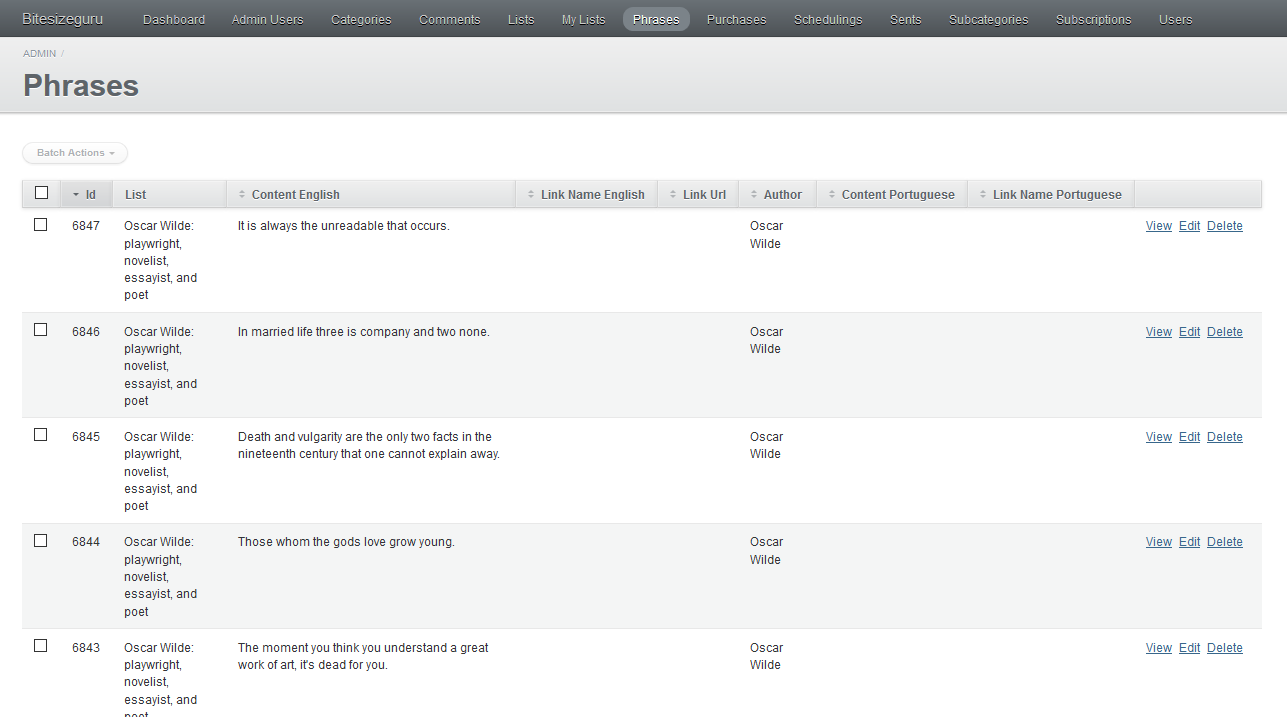 Bitesizeguru Dashboard Admin Users Categories Comments Lists My Lists Phrases Purchases Schedulings Sents Subcategories Subscriptions Users
ADMIN /
Phrases
Batch Actions
Id List Content English Link Name English Link Url Author Content Portuguese Link Name Portuguese
6847 Oscar Wilde: It is always the unreadable that occurs. Oscar View Edit Delete
playwright, Wilde
novelist,
essayist, and
poet
6846 Oscar Wilde: In married life three is company and two none. Oscar View Edit Delete
playwright, Wilde
novelist,
essayist, and
poet
6845 Oscar Wilde: Death and vulgarity are the only two facts in the Oscar View Edit Delete
playwright, nineteenth century that one cannot explain away. Wilde
novelist,
essayist, and
poet
6844 Oscar Wilde: Those whom the gods love grow young. Oscar View Edit Delete
playwright, Wilde
novelist,
essayist, and
poet
6843 Oscar Wilde: The moment you think you understand a great Oscar View Edit Delete
playwright, work of art, it's dead for you. Wilde
novelist,
essayist, and